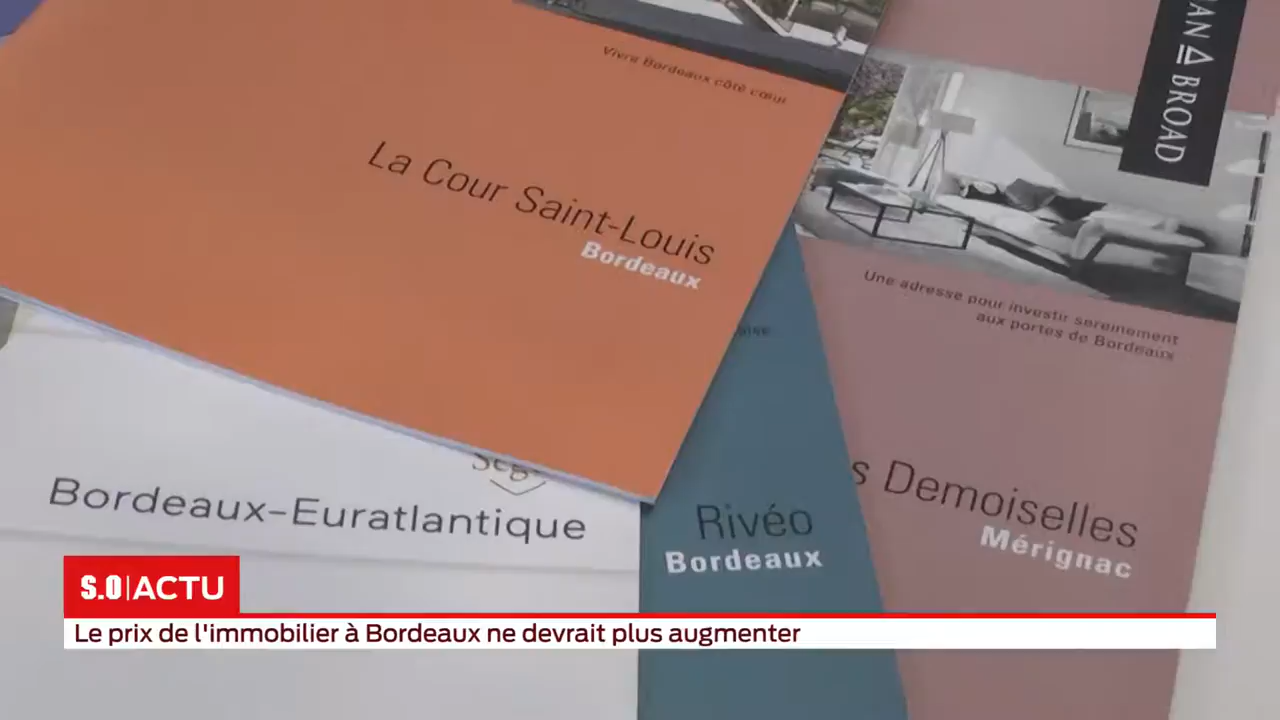 Vivre Bordeaux côté cœur
La Cour Saint-Louis
Bordeaux
AN BROAD
Une adresse pour investir sereinement
aux portes de Bordeaux
s Demoiselles
Mérignac
Rivéo
Bordeaux
Bordeaux-Euratlantique
S.O|ACTU
Le prix de l'immobilier à Bordeaux ne devrait plus augmenter